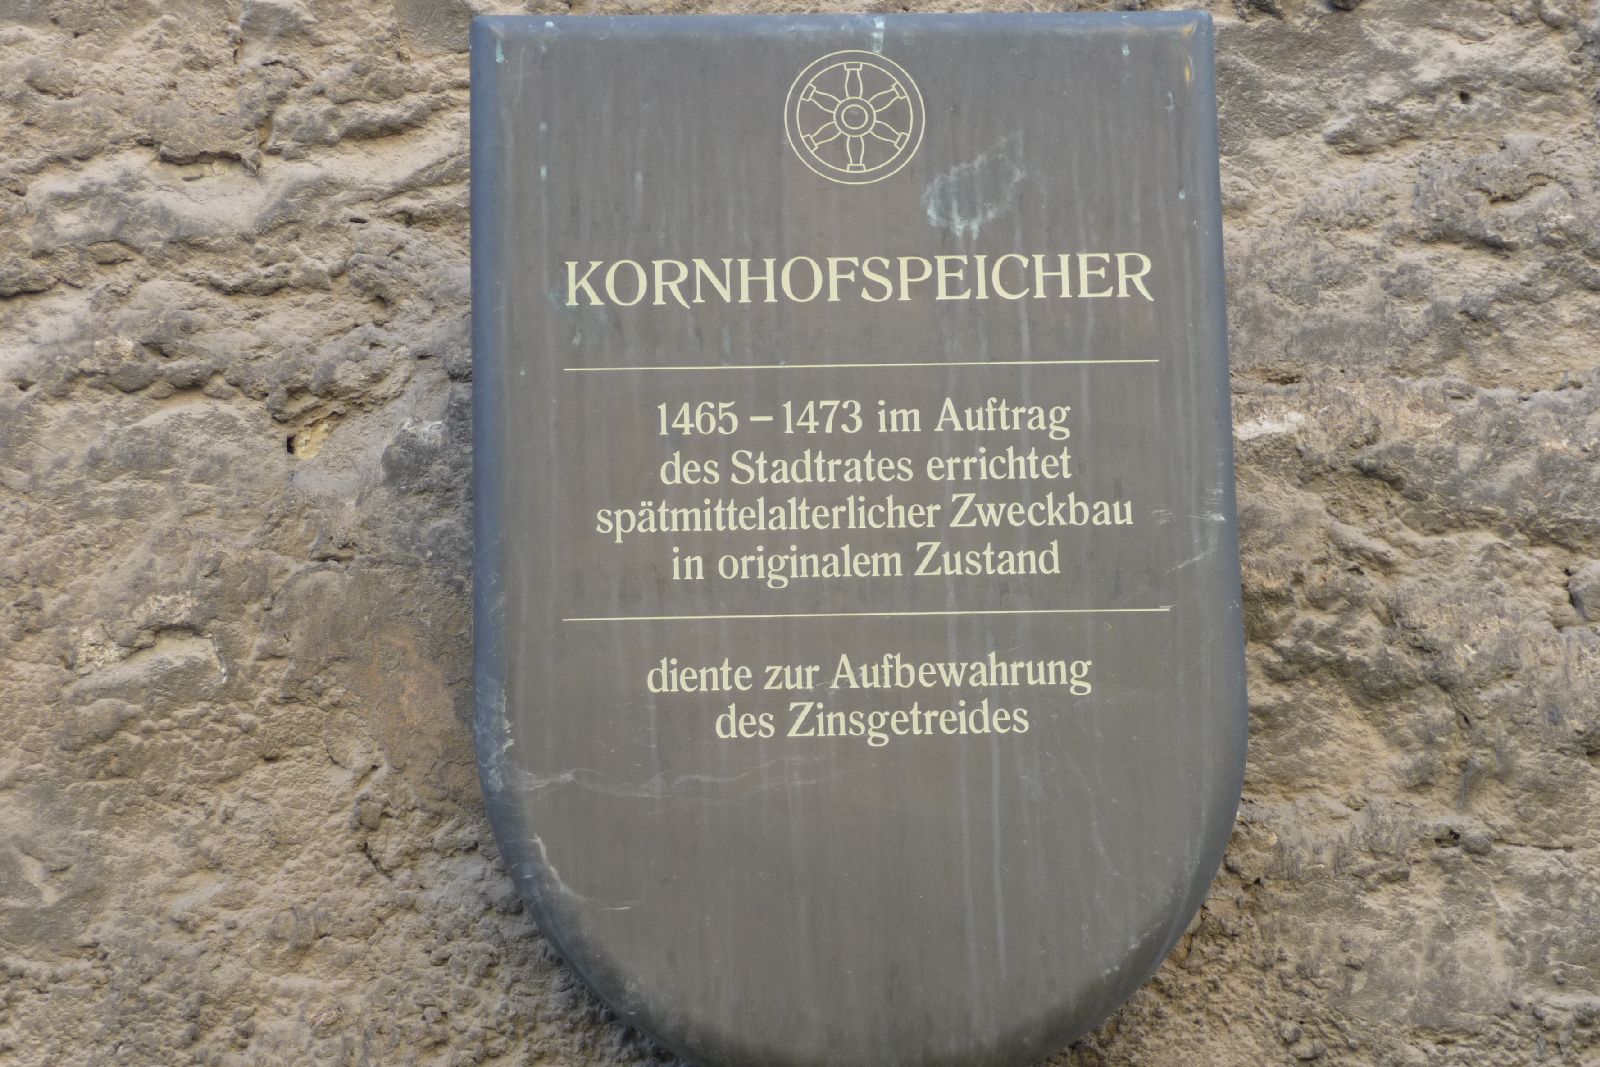 KORNHOFSPEICHER
1465 – 1473 im Auftrag
des Stadtrates errichtet
spätmittelalterlicher Zweckbau
in originalem Zustand
diente zur Aufbewahrung
des Zinsgetreides